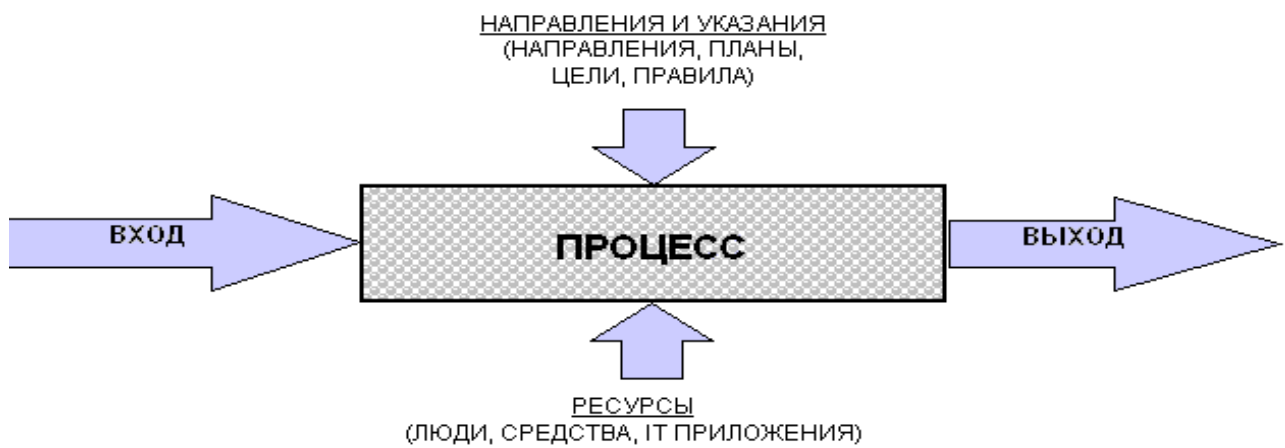 НАПРАВЛЕНИЯ И УКАЗАНИЯ
(НАПРАВЛЕНИЯ, ПЛАНЫ,
ЦЕЛИ, ПРАВИЛА)
ВХОД
ПРОЦЕСС
ВЫХОД
РЕСУРСЫ
(ЛЮДИ, СРЕДСТВА, IT ПРИЛОЖЕНИЯ)